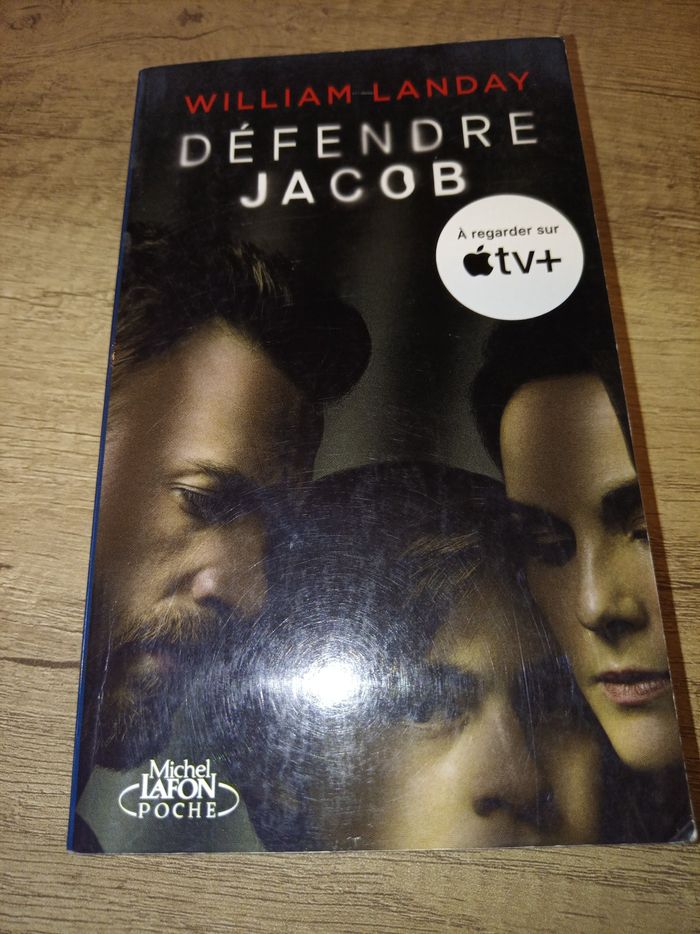 WILLIAM LANDAY
DÉFENDRE
JACOB
À regarder sur
tv+
Michel
LAFON
POCHE